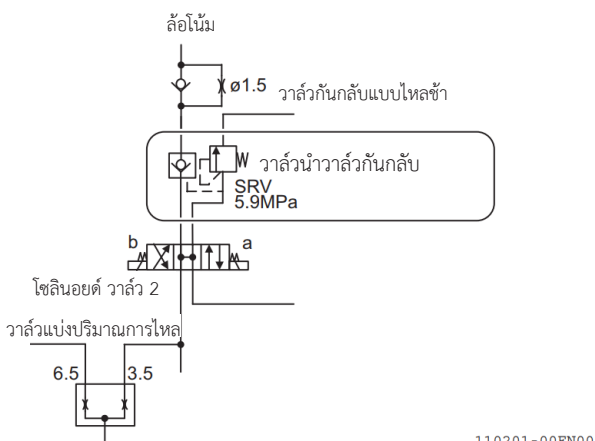 ล้อโน้ม
ø1.5
วาล์วกันกลับแบบไหลช้า
วาล์วนำวาล์วกันกลับ
SRV
5.9MPa
b
a
โซลินอยด์ วาล์ว 2
วาล์วแบ่งปริมาณการไหล
6.5
3.5
110201-00EN00